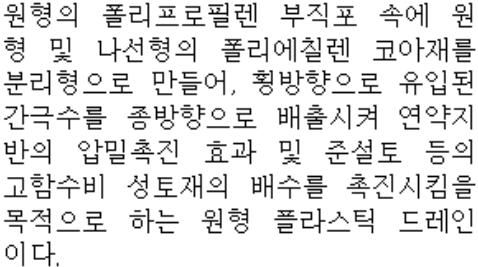 원형의 폴리프로필렌 부직포 속에 원
형 및 나선형의 폴리에칠렌 코아재를
분리형으로 만들어, 횡방향으로 유입된
간극수를 종방향으로 배출시켜 연약지
반의 압밀촉진 효과 및 준설토 등의
고함수비 성토재의 배수를 촉진시킴을
목적으로 하는 원형 플라스틱 드레인
이다.